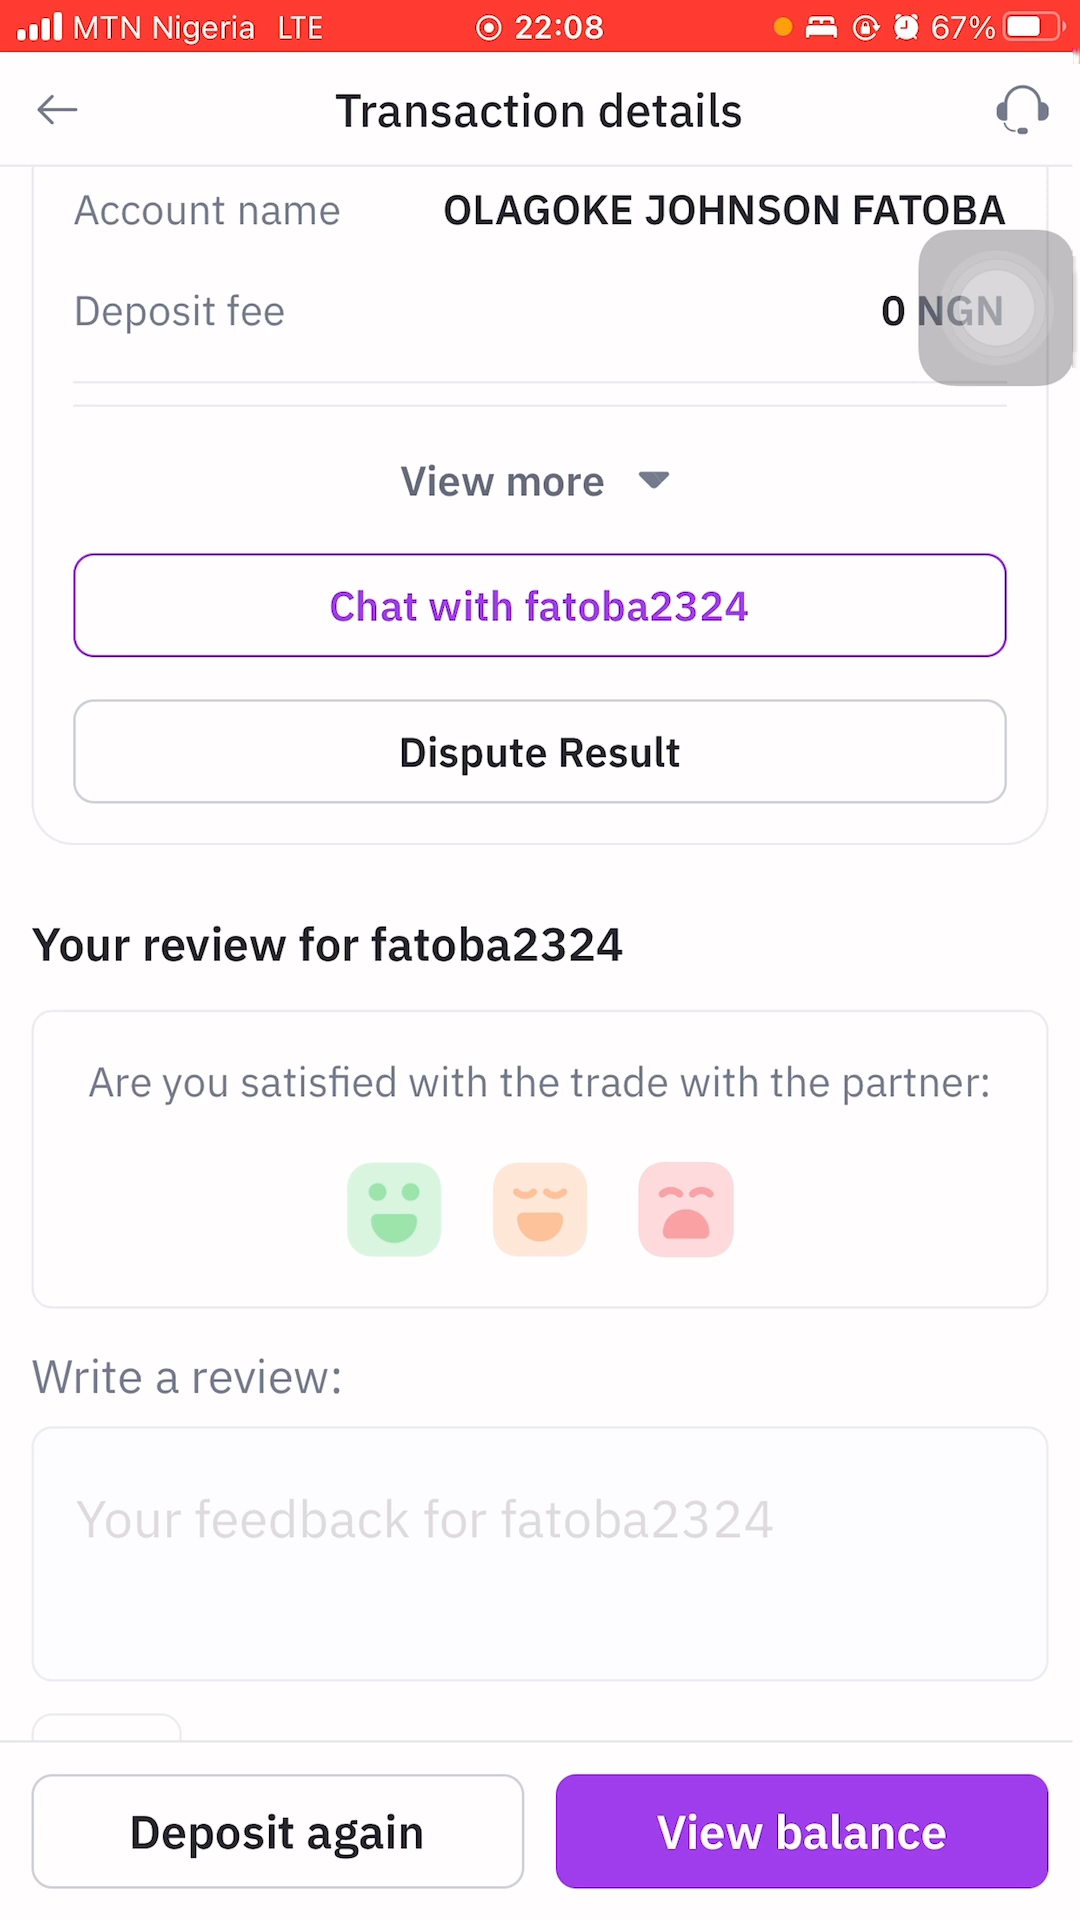 MTN Nigeria LTE 22:08 67%
Transaction details
Account name OLAGOKE JOHNSON FATOBA
Deposit fee 0 NGN
View more
Chat with fatoba2324
Dispute Result
Your review for fatoba2324
Are you satisfied with the trade with the partner:
Write a review:
Your feedback for fatoba2324
Deposit again View balance